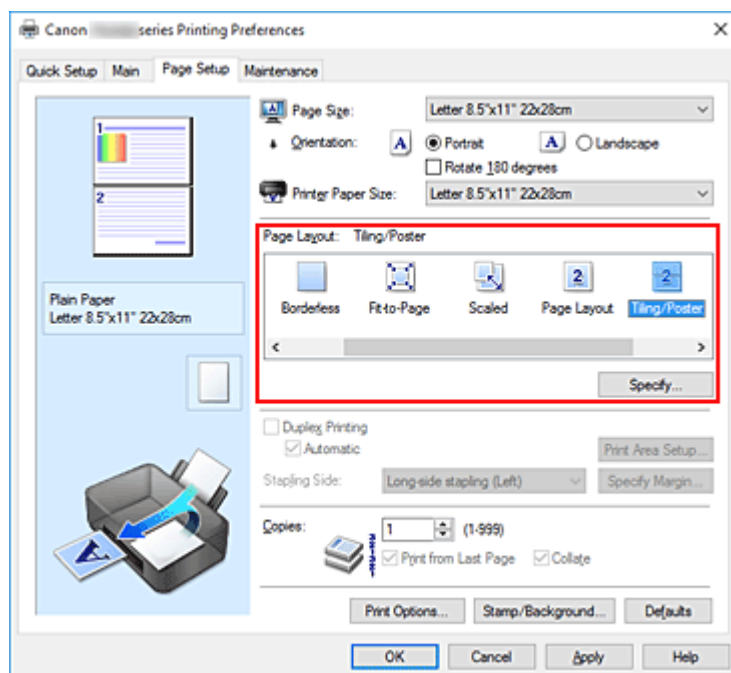 Canon series Printing Preferences
Quick Setup Main Page Setup Maintenance
1
2
Plain Paper
Letter 8.5"x11" 22x28cm
Page Size: Letter 8.5"x11" 22x28cm
Orientation: A Portrait A Landscape
Rotate 180 degrees
Printer Paper Size: Letter 8.5"x11" 22x28cm
Page Layout: Tiling/Poster
2 2
Borderless Fit-to-Page Scaled Page Layout Tiling/Poster
Specify...
Duplex Printing
Automatic Print Area Setup...
Stapling Side: Long-side stapling (Left) Specify Margin...
Copies: 1 (1-999)
Print from Last Page Collate
A
Print Options... Stamp/Background... Defaults
OK Cancel Apply Help